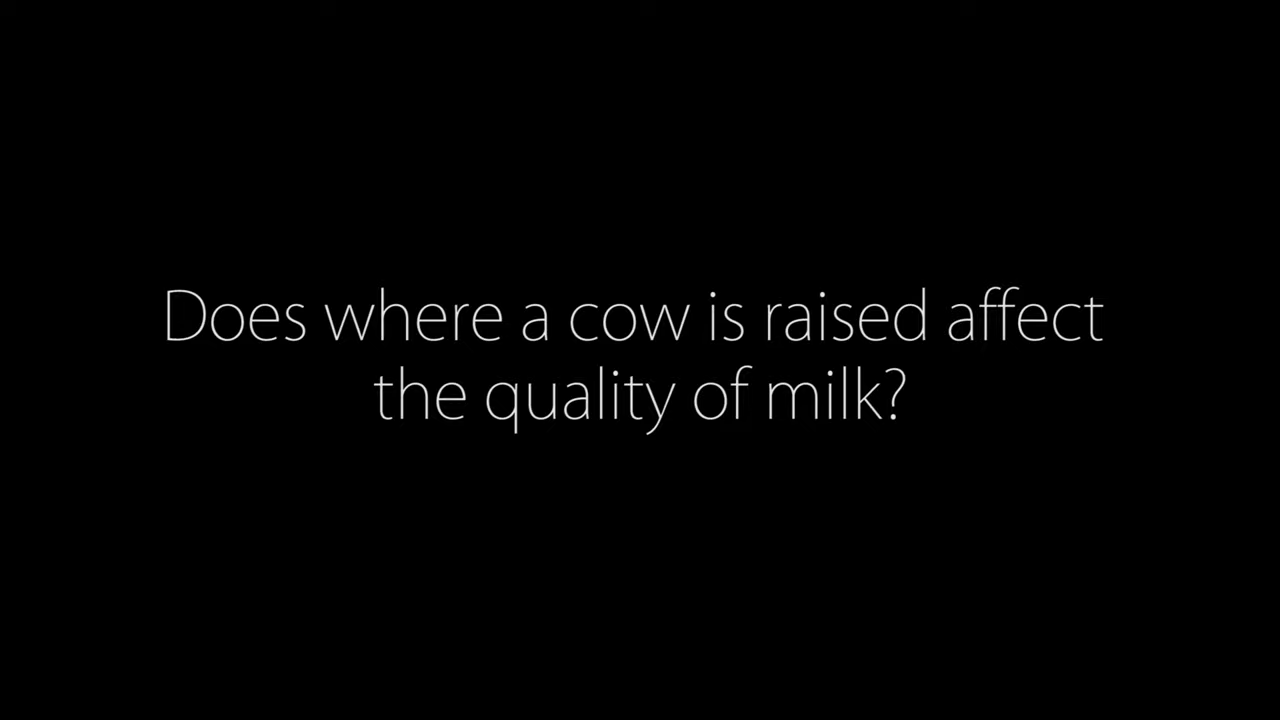 Does where a cow is raised affect
the quality of milk?